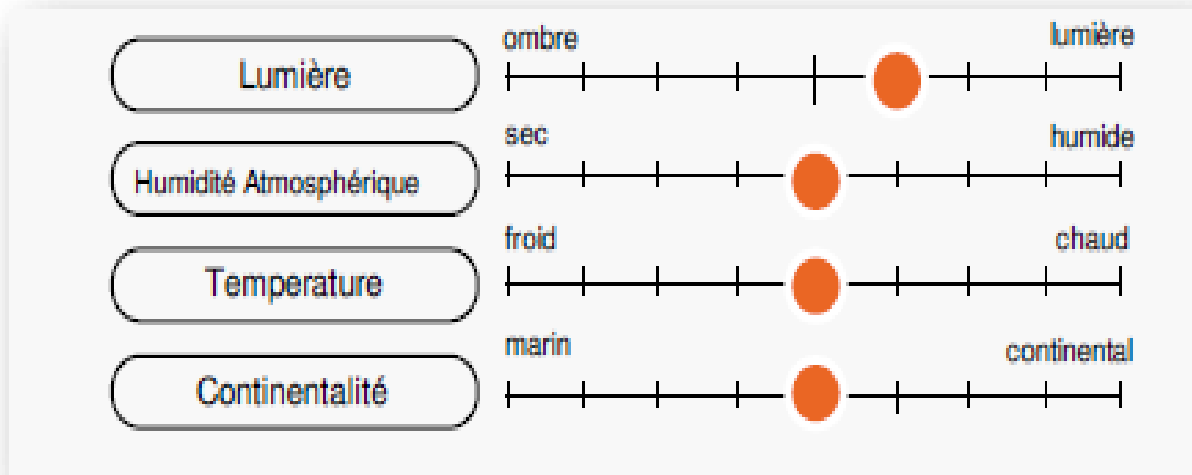 ombre lumière
Lumière
sec humide
Humidité Atmosphérique
froid chaud
Temperature
marin continental
Continentalité